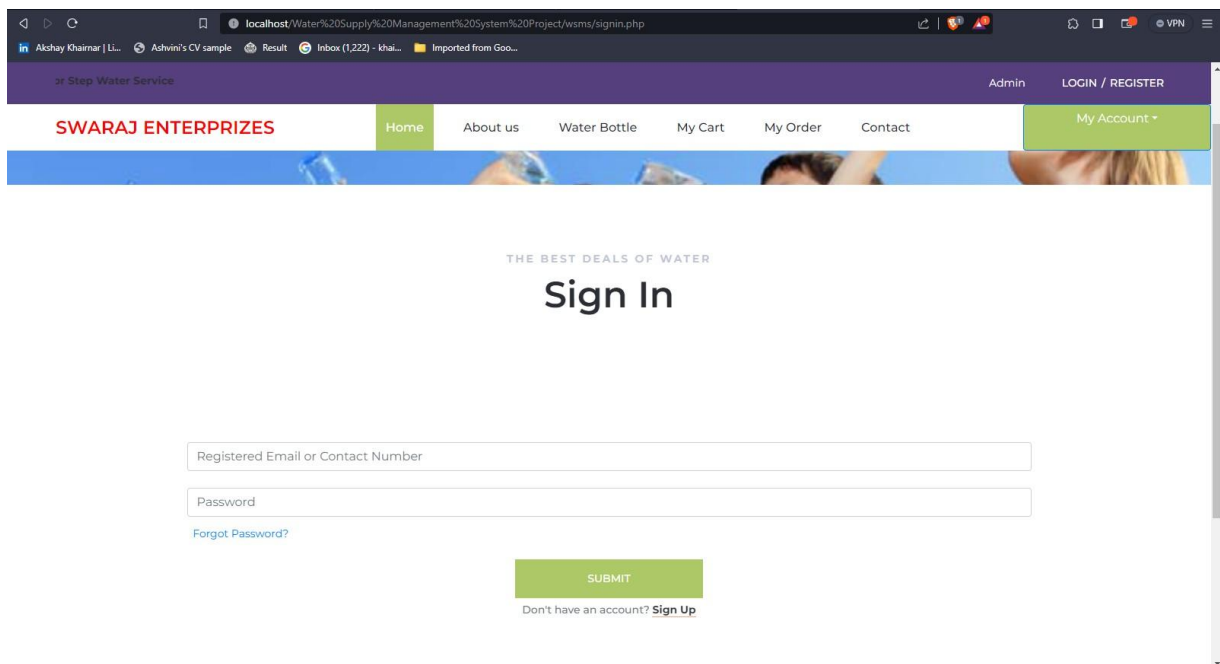 localhost/Water%20Supply%20Management%20System%20Project/wsms/signin.php
VPN
in Akshay Khairnar | Li... Ashvini's CV sample Result Inbox (1,222) - khai... Imported from Goo...
or Step Water Service Admin LOGIN / REGISTER
SWARAJ ENTERPRIZES Home About us Water Bottle My Cart My Order Contact My Account
THE BEST DEALS OF WATER
Sign In
Registered Email or Contact Number
Password
Forgot Password?
SUBMIT
Don't have an account? Sign Up